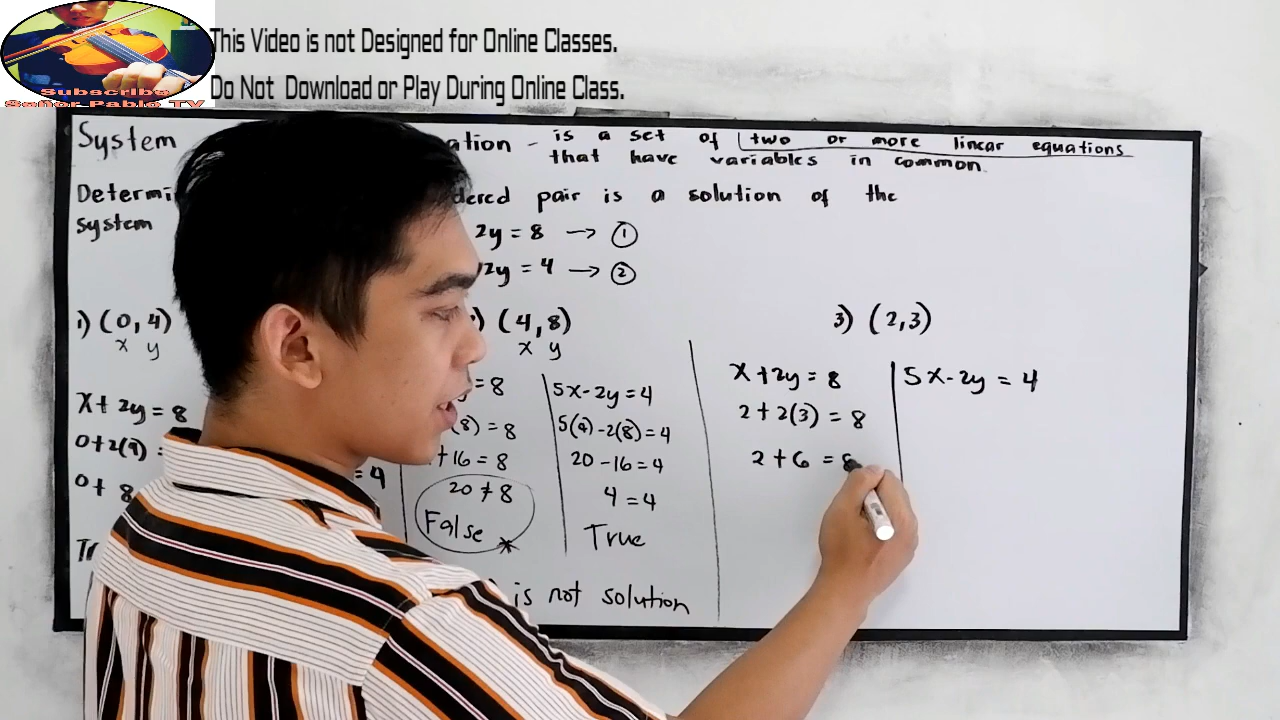 This Video is not Designed for Online Classes.
Do Not Download or Play During Online Class.
Subscribe
Señor Pablo TV
System ation - is a set of two or more linear equations
that have variables in common.
Determi dered pair is a solution of the
system
2y = 8 → ①
2y = 4 → ②
1) (0, 4)
x y
x + 2y = 8
0 + 2(4) =
0 + 8
= 4
) (4, 8)
x y
= 8
(8) = 8
+ 16 = 8
20 ≠ 8
False
5x - 2y = 4
5(4) - 2(8) = 4
20 - 16 = 4
4 = 4
True
is not solution
3) (2, 3)
x + 2y = 8
2 + 2(3) = 8
2 + 6 = 8
5x - 2y = 4